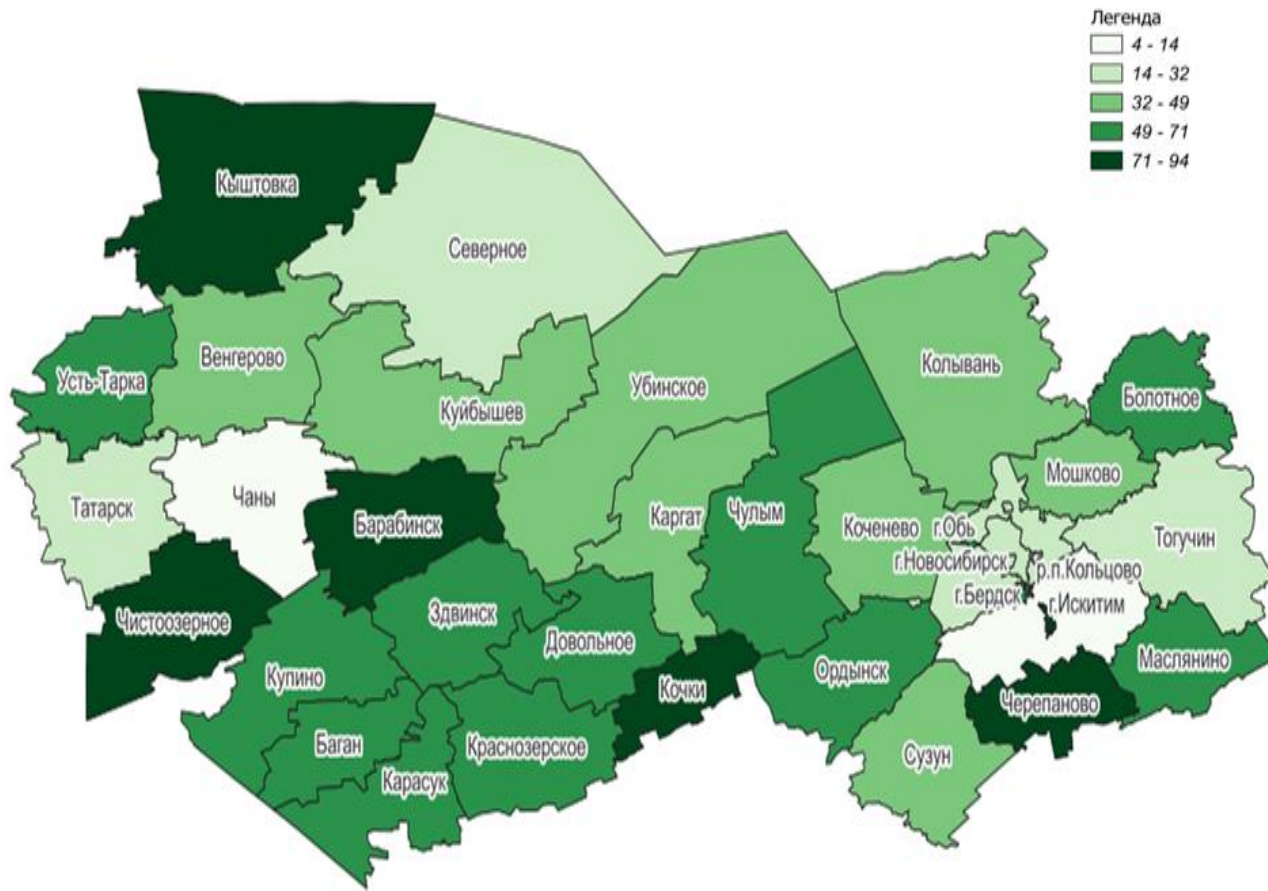 Легенда
4 - 14
14 - 32
32 - 49
49 - 71
71 - 94
Кыштовка
Северное
Венгерово
Усть-Тарка
Куйбышев
Убинское
Колывань
Болотное
Мошково
Татарск
Чаны
Барабинск
Каргат
Чулым
Коченево
г.Обь
Тогучин
г.Новосибирск
р.п.Кольцово
г.Бердск
г.Искитим
Чистоозерное
Здвинск
Довольное
Купино
Кочки
Ордынск
Маслянино
Черепаново
Баган
Краснозерское
Карасук
Сузун